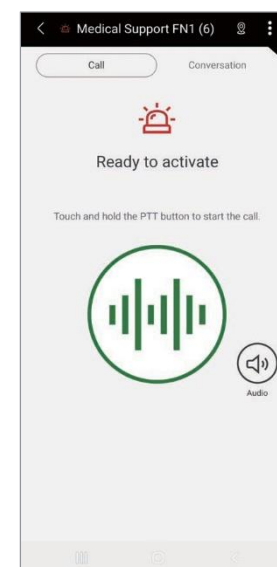 Medical Support FN1 (6)
Call
Conversation
Ready to activate
Touch and hold the PTT button to start the call.
Audio